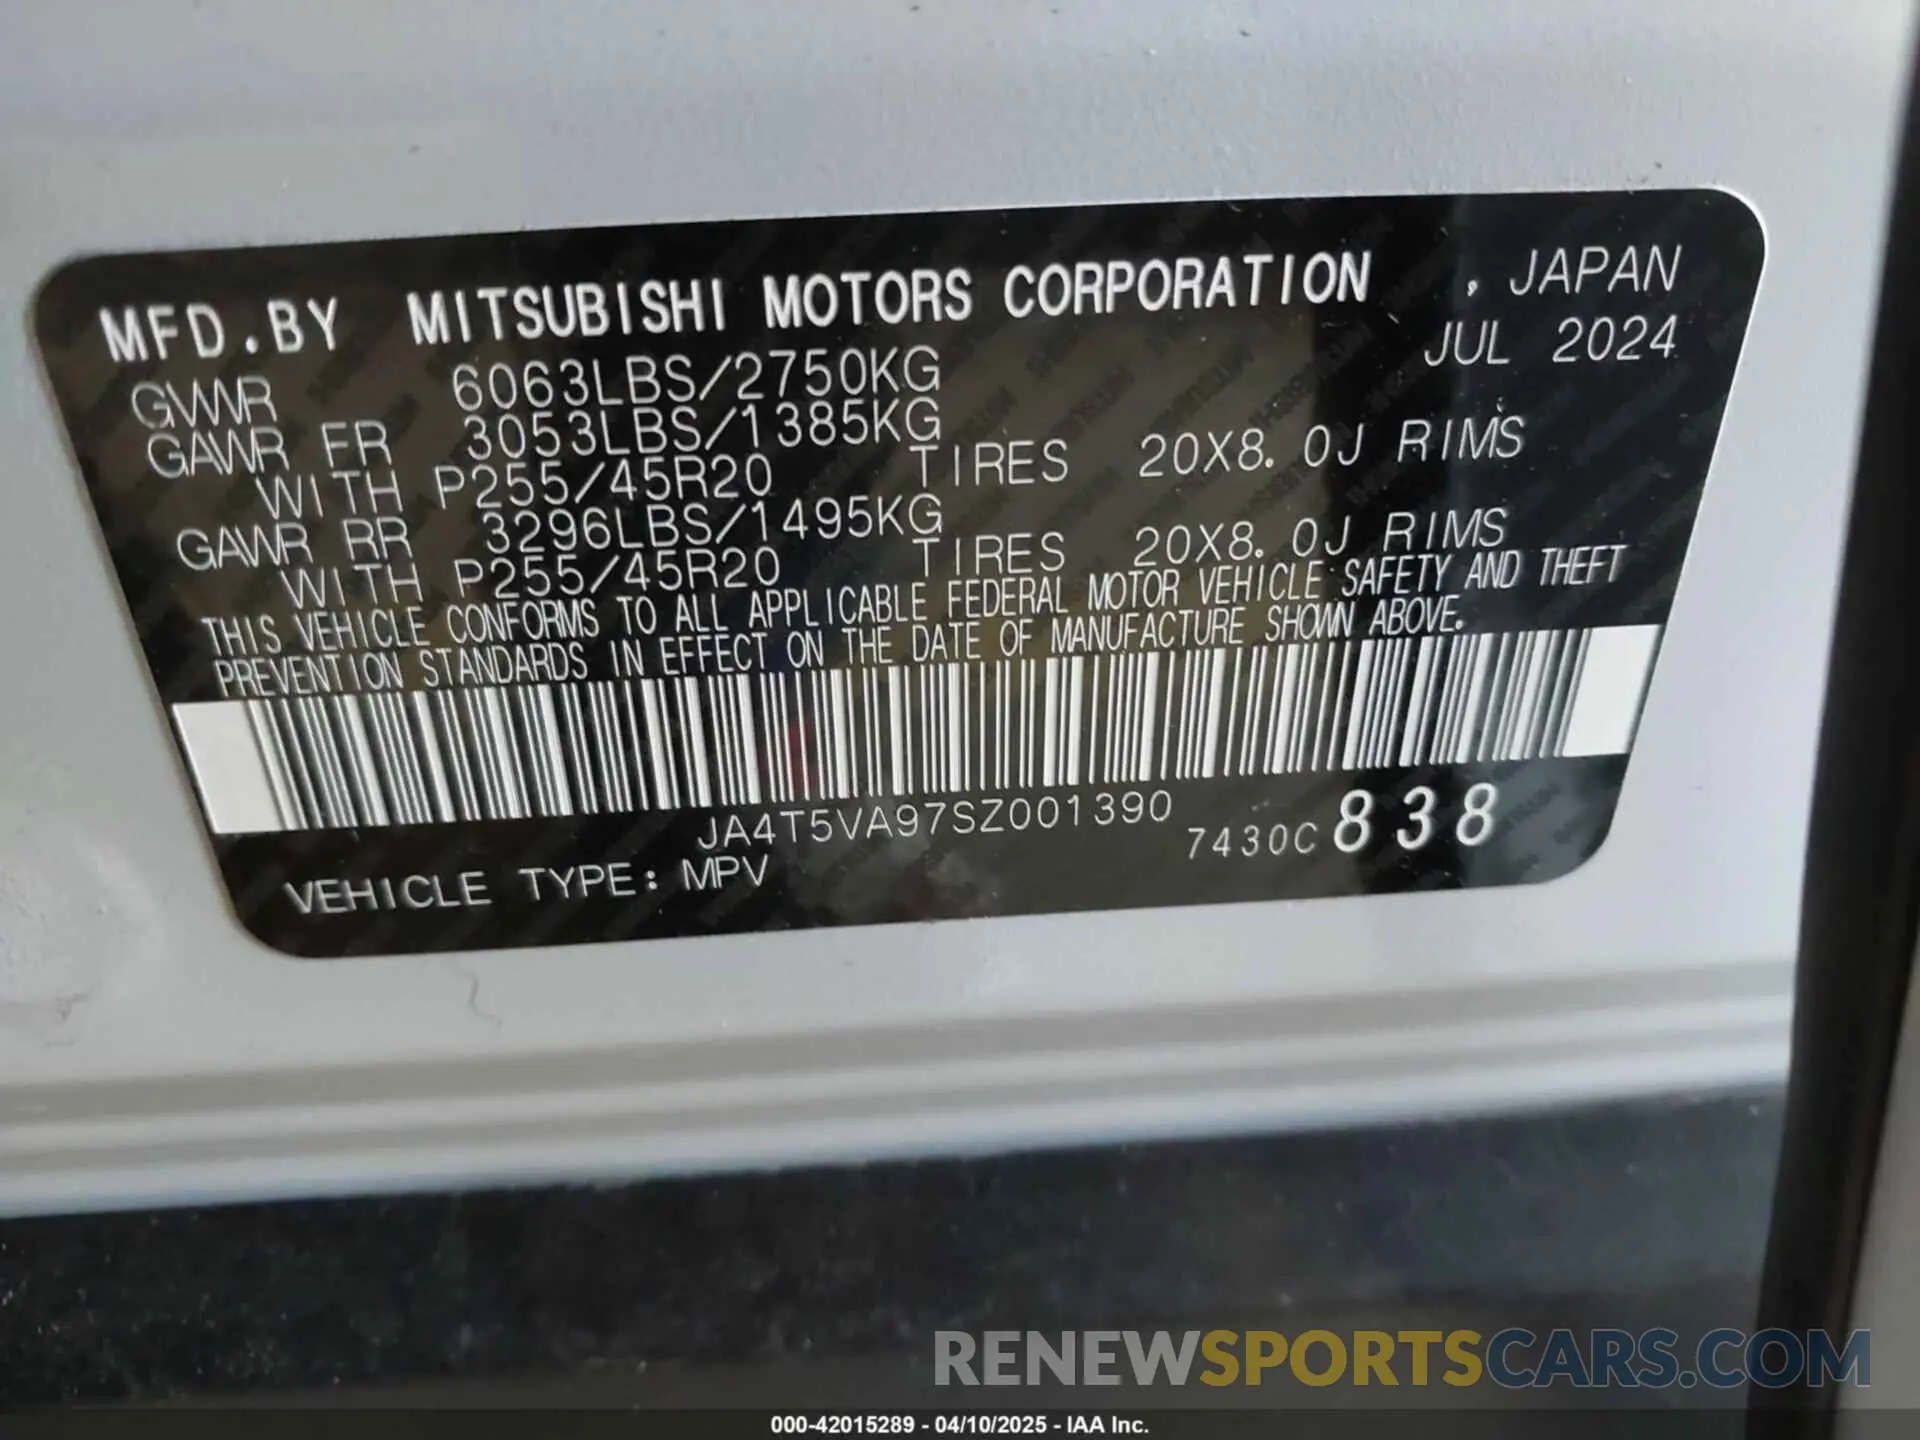 MFD.BY MITSUBISHI MOTORS CORPORATION , JAPAN
GVWR 6063LBS/2750KG JUL 2024
GAWR FR 3053LBS/1385KG
WITH P255/45R20 TIRES 20X8.0J RIMS
GAWR RR 3296LBS/1495KG
WITH P255/45R20 TIRES 20X8.0J RIMS
THIS VEHICLE CONFORMS TO ALL APPLICABLE FEDERAL MOTOR VEHICLE SAFETY AND THEFT
PREVENTION STANDARDS IN EFFECT ON THE DATE OF MANUFACTURE SHOWN ABOVE.
JA4T5VA97SZ001390 7430C 838
VEHICLE TYPE: MPV
RENEWSPORTSCARS.COM
000-42015289 - 04/10/2025 - IAA Inc.